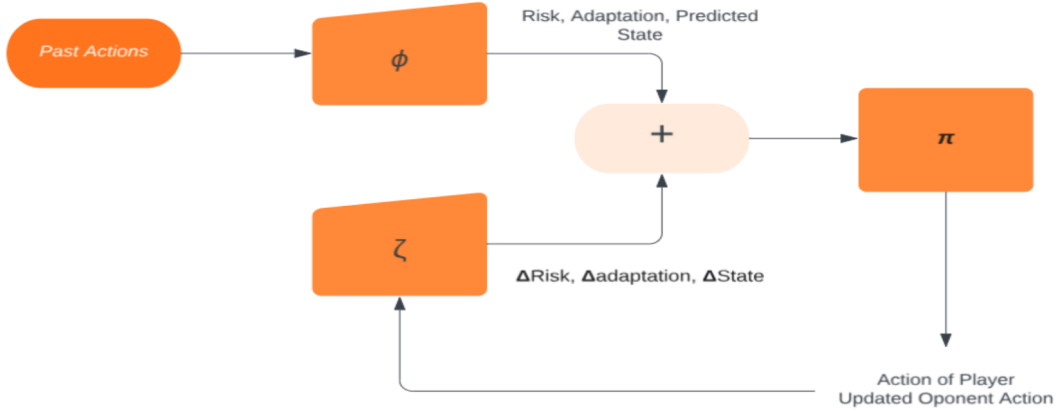 Past Actions
ϕ
Risk, Adaptation, Predicted
State
+
π
ζ
ΔRisk, Δadaptation, ΔState
Action of Player
Updated Oponent Action